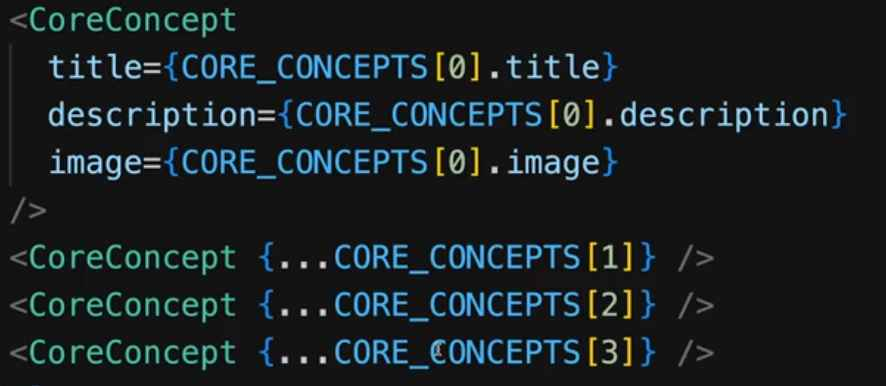 <CoreConcept
title={CORE_CONCEPTS[0].title}
description={CORE_CONCEPTS[0].description}
image={CORE_CONCEPTS[0].image}
/>
<CoreConcept {...CORE_CONCEPTS[1]} />
<CoreConcept {...CORE_CONCEPTS[2]} />
<CoreConcept {...CORE_CONCEPTS[3]} />